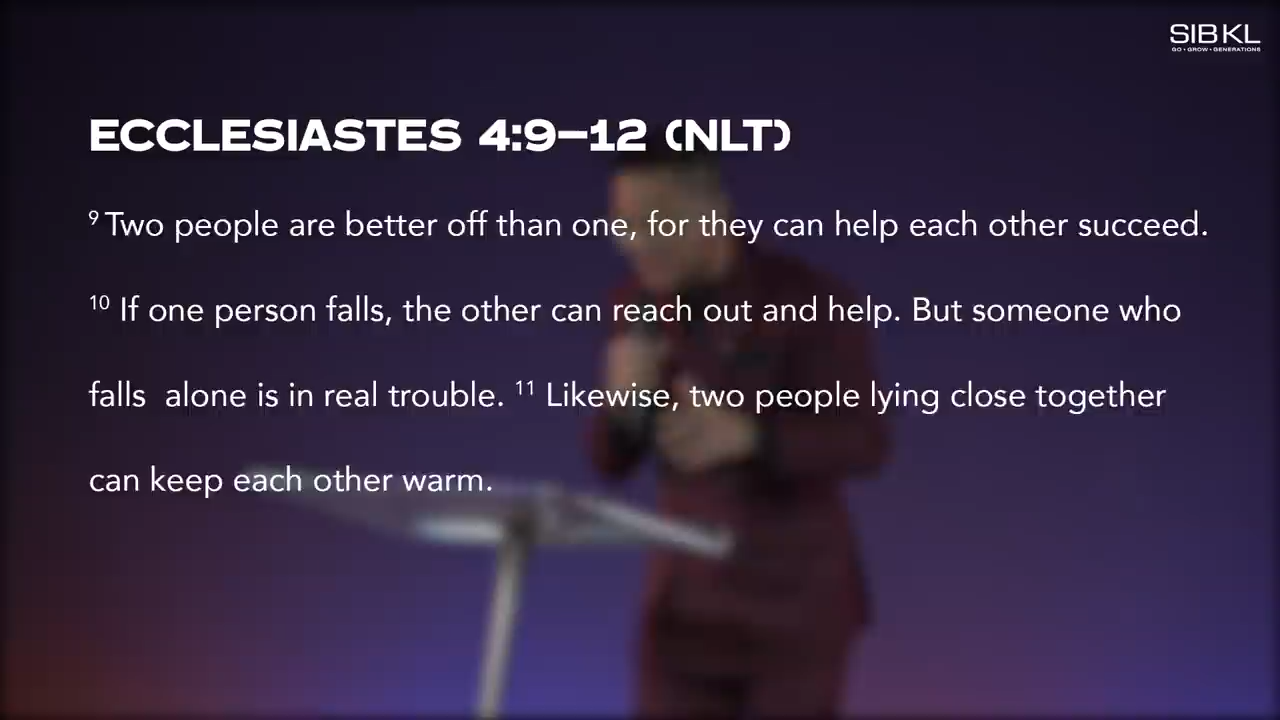 SIBKL
GO • GROW • GENERATIONS
ECCLESIASTES 4:9–12 (NLT)
⁹ Two people are better off than one, for they can help each other succeed.
¹⁰ If one person falls, the other can reach out and help. But someone who
falls  alone is in real trouble. ¹¹ Likewise, two people lying close together
can keep each other warm.